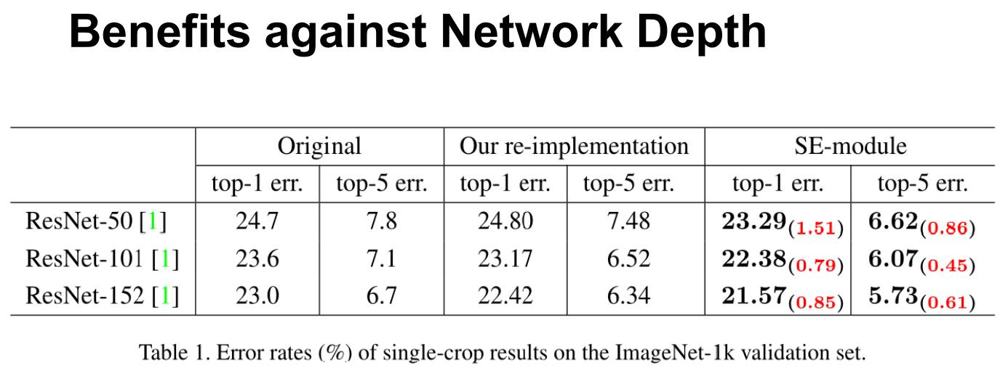 Benefits against Network Depth
Original Our re-implementation SE-module
top-1 err. top-5 err. top-1 err. top-5 err. top-1 err. top-5 err.
ResNet-50 [1] 24.7 7.8 24.80 7.48 23.29(1.51) 6.62(0.86)
ResNet-101 [1] 23.6 7.1 23.17 6.52 22.38(0.79) 6.07(0.45)
ResNet-152 [1] 23.0 6.7 22.42 6.34 21.57(0.85) 5.73(0.61)
Table 1. Error rates (%) of single-crop results on the ImageNet-1k validation set.